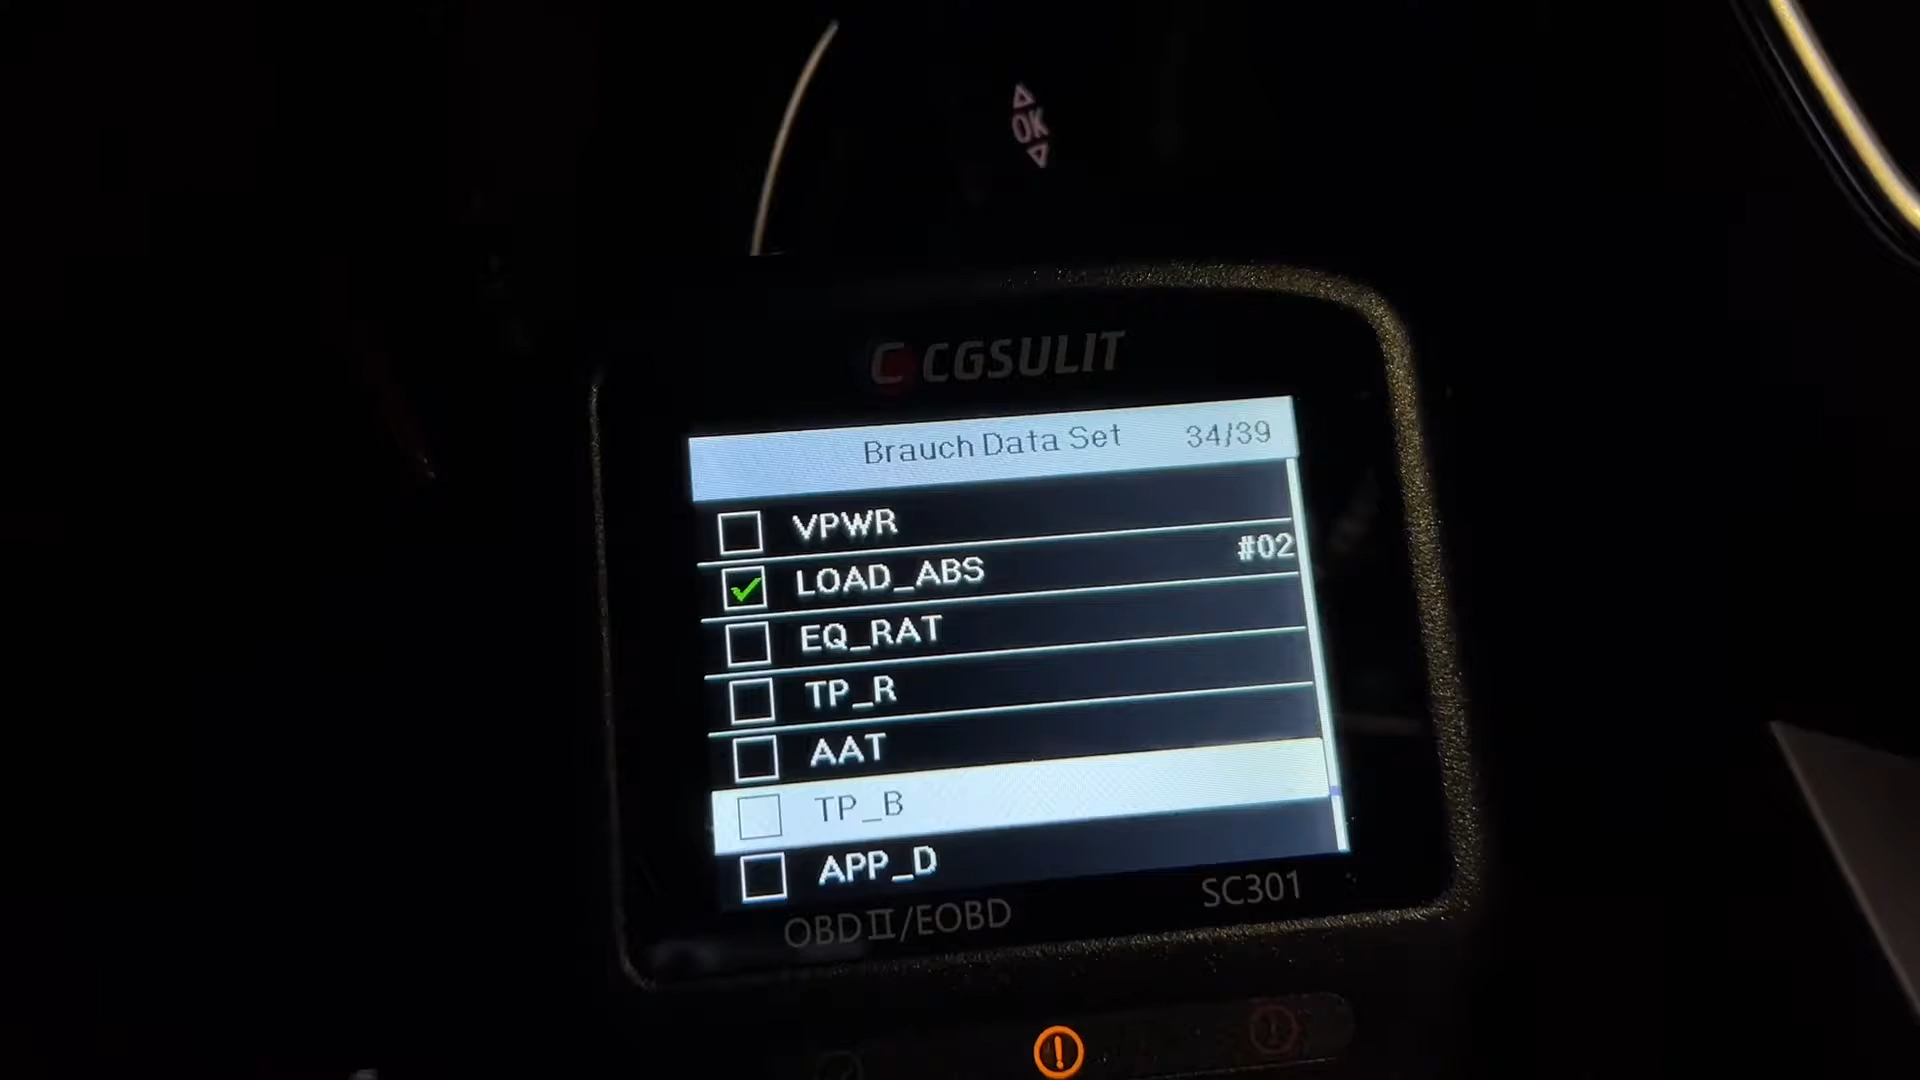 OK
CGSULIT
Brauch Data Set 34/39
VPWR
LOAD_ABS #02
EQ_RAT
TP_R
AAT
TP_B
APP_D
OBDII/EOBD SC301